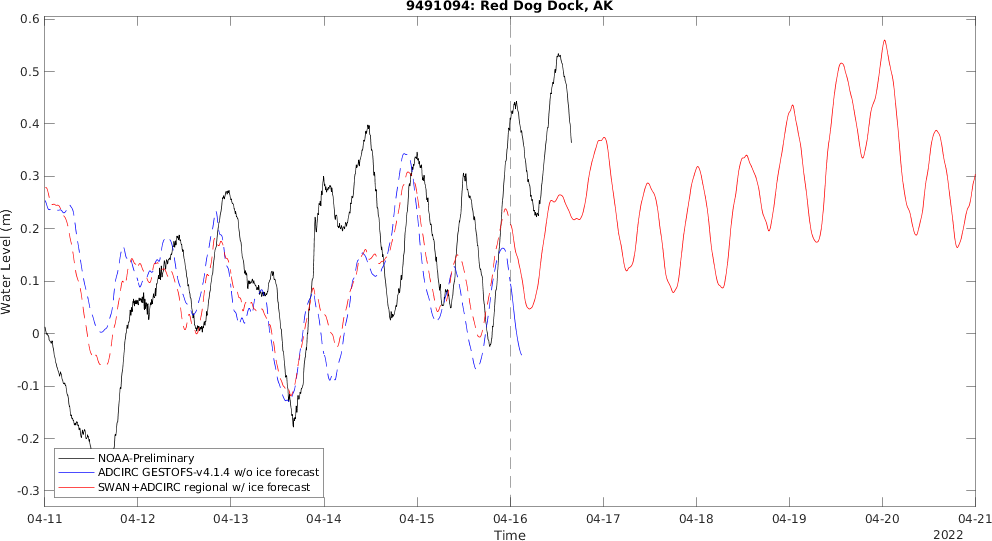 9491094: Red Dog Dock, AK
0.6
0.5
0.4
0.3
0.2
0.1
0
-0.1
-0.2
-0.3
Water Level (m)
NOAA-Preliminary
ADCIRC GESTOFS-v4.1.4 w/o ice forecast
SWAN+ADCIRC regional w/ ice forecast
04-11 04-12 04-13 04-14 04-15 04-16 04-17 04-18 04-19 04-20 04-21
Time
2022